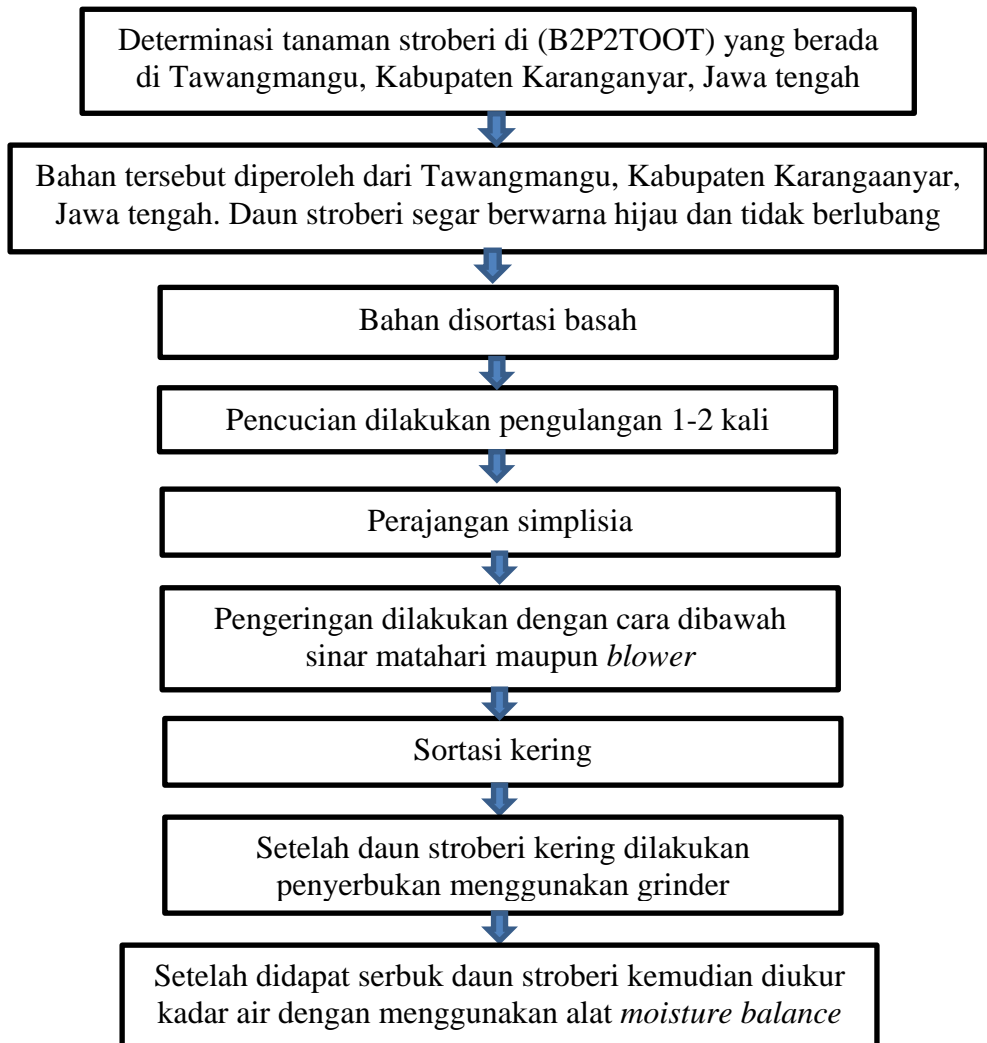 Determinasi tanaman stroberi di (B2P2TOOT) yang berada
di Tawangmangu, Kabupaten Karanganyar, Jawa tengah
Bahan tersebut diperoleh dari Tawangmangu, Kabupaten Karangaanyar,
Jawa tengah. Daun stroberi segar berwarna hijau dan tidak berlubang
Bahan disortasi basah
Pencucian dilakukan pengulangan 1-2 kali
Perajangan simplisia
Pengeringan dilakukan dengan cara dibawah
sinar matahari maupun blower
Sortasi kering
Setelah daun stroberi kering dilakukan
penyerbukan menggunakan grinder
Setelah didapat serbuk daun stroberi kemudian diukur
kadar air dengan menggunakan alat moisture balance